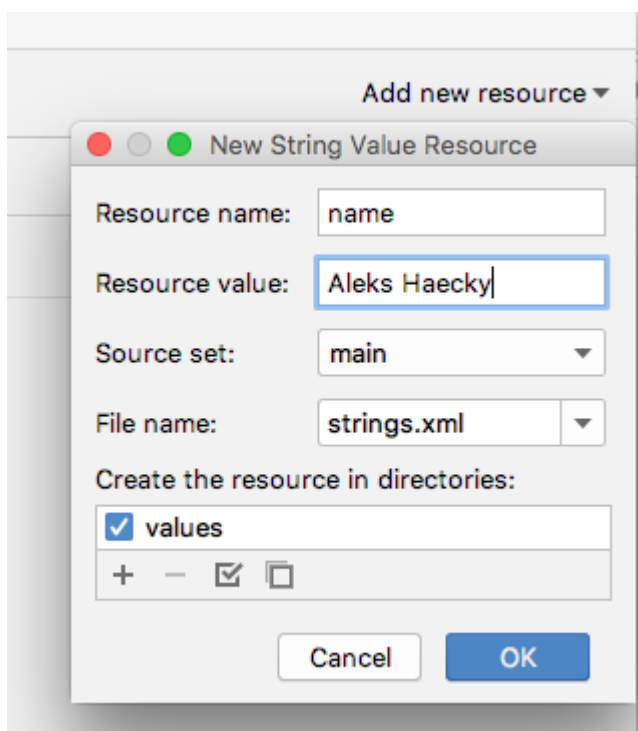 Add new resource
New String Value Resource
Resource name: name
Resource value: Aleks Haecky
Source set: main
File name: strings.xml
Create the resource in directories:
values
Cancel OK